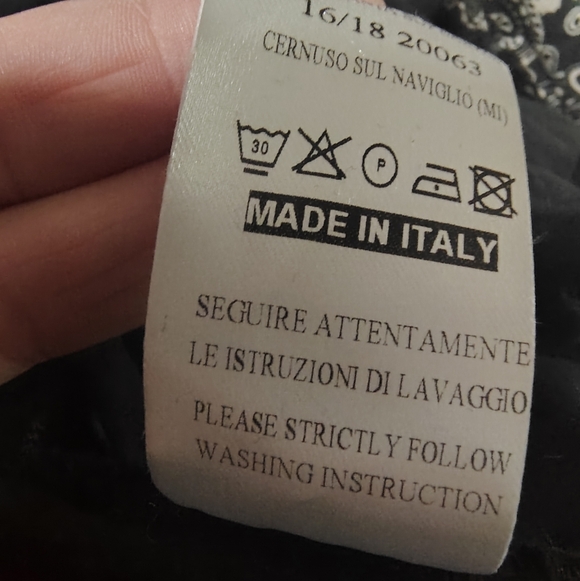 16/18 20063
CERNUSO SUL NAVIGLIO (MI)
30 P
MADE IN ITALY
SEGUIRE ATTENTAMENTE
LE ISTRUZIONI DI LAVAGGIO
PLEASE STRICTLY FOLLOW
WASHING INSTRUCTION